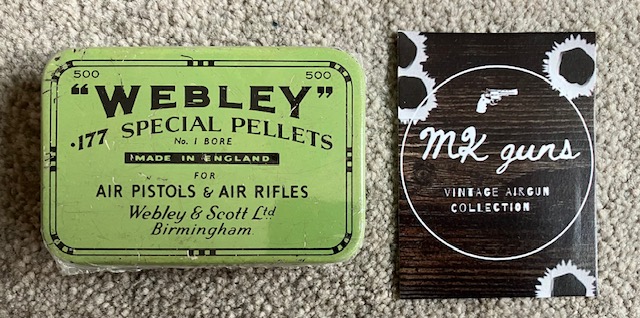 500 500
"WEBLEY"
.177 SPECIAL PELLETS
No. 1 BORE
MADE IN ENGLAND
FOR
AIR PISTOLS & AIR RIFLES
Webley & Scott Ltd
Birmingham
MK guns
VINTAGE AIRGUN
COLLECTION